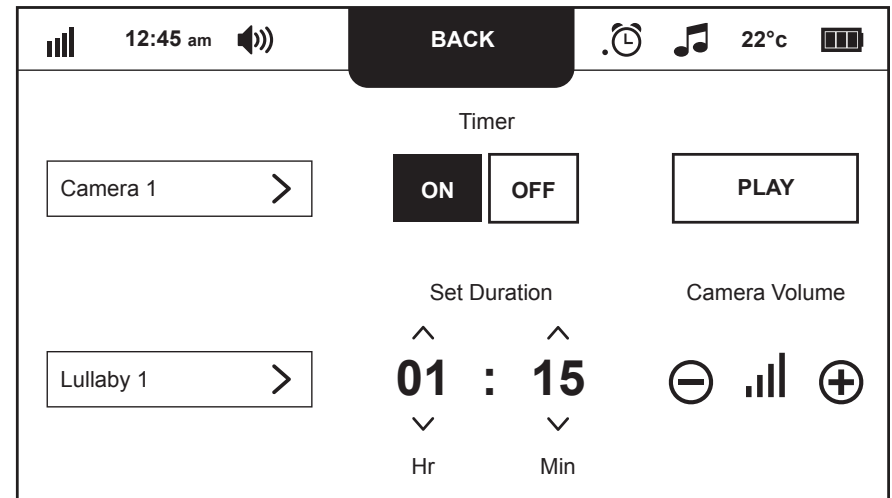 12:45 am BACK 22°c
Timer
Camera 1 ON OFF PLAY
Set Duration Camera Volume
Lullaby 1 01 : 15
Hr Min